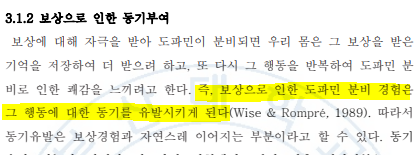 3.1.2 보상으로 인한 동기부여
보상에 대해 자극을 받아 도파민이 분비되면 우리 몸은 그 보상을 받은
기억을 저장하여 더 받으려 하고, 또 다시 그 행동을 반복하여 도파민 분
비로 인한 쾌감을 느끼려고 한다. 즉, 보상으로 인한 도파민 분비 경험은
그 행동에 대한 동기를 유발시키게 된다(Wise & Rompré, 1989). 따라서
동기유발은 보상경험과 자연스레 이어지는 부분이라고 할 수 있다. 동기